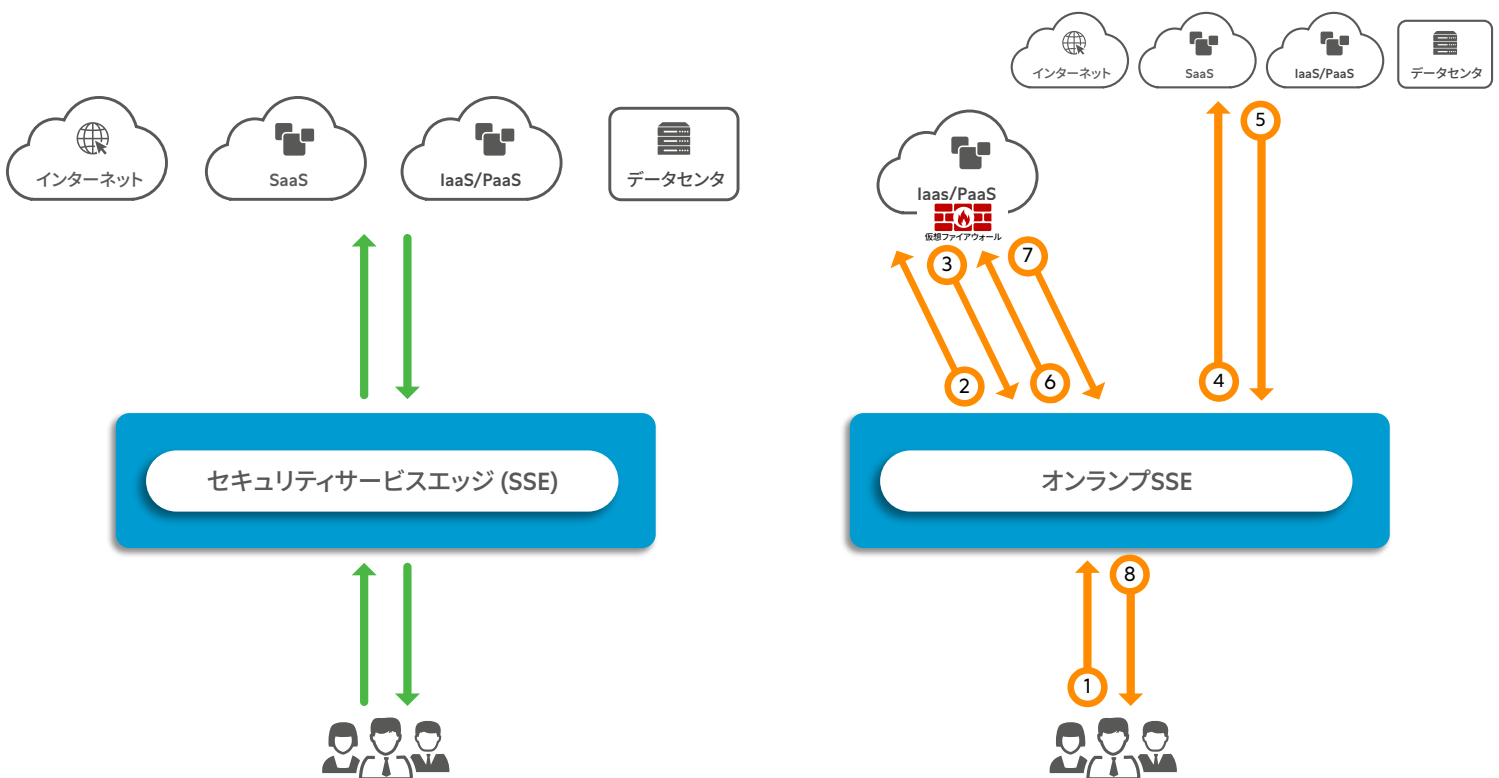 インターネット
SaaS
IaaS/PaaS
データセンタ
セキュリティサービスエッジ (SSE)
インターネット
SaaS
IaaS/PaaS
データセンタ
Iaas/PaaS
仮想ファイアウォール
5
3
7
2
6
4
オンランプSSE
8
1